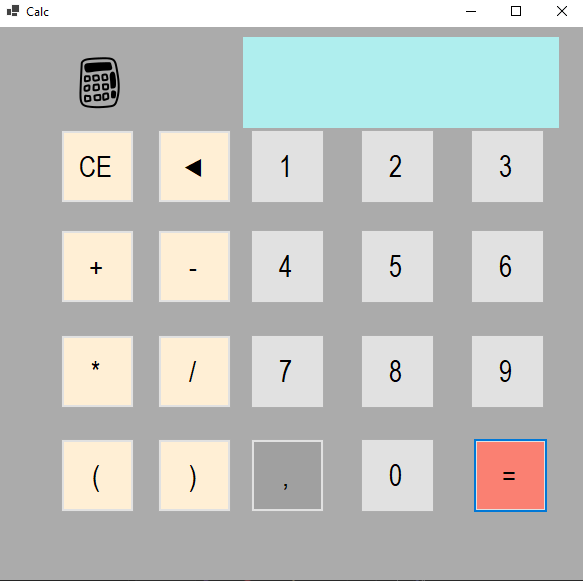 Calc
CE ◄ 1 2 3
+ - 4 5 6
* / 7 8 9
( ) , 0 =